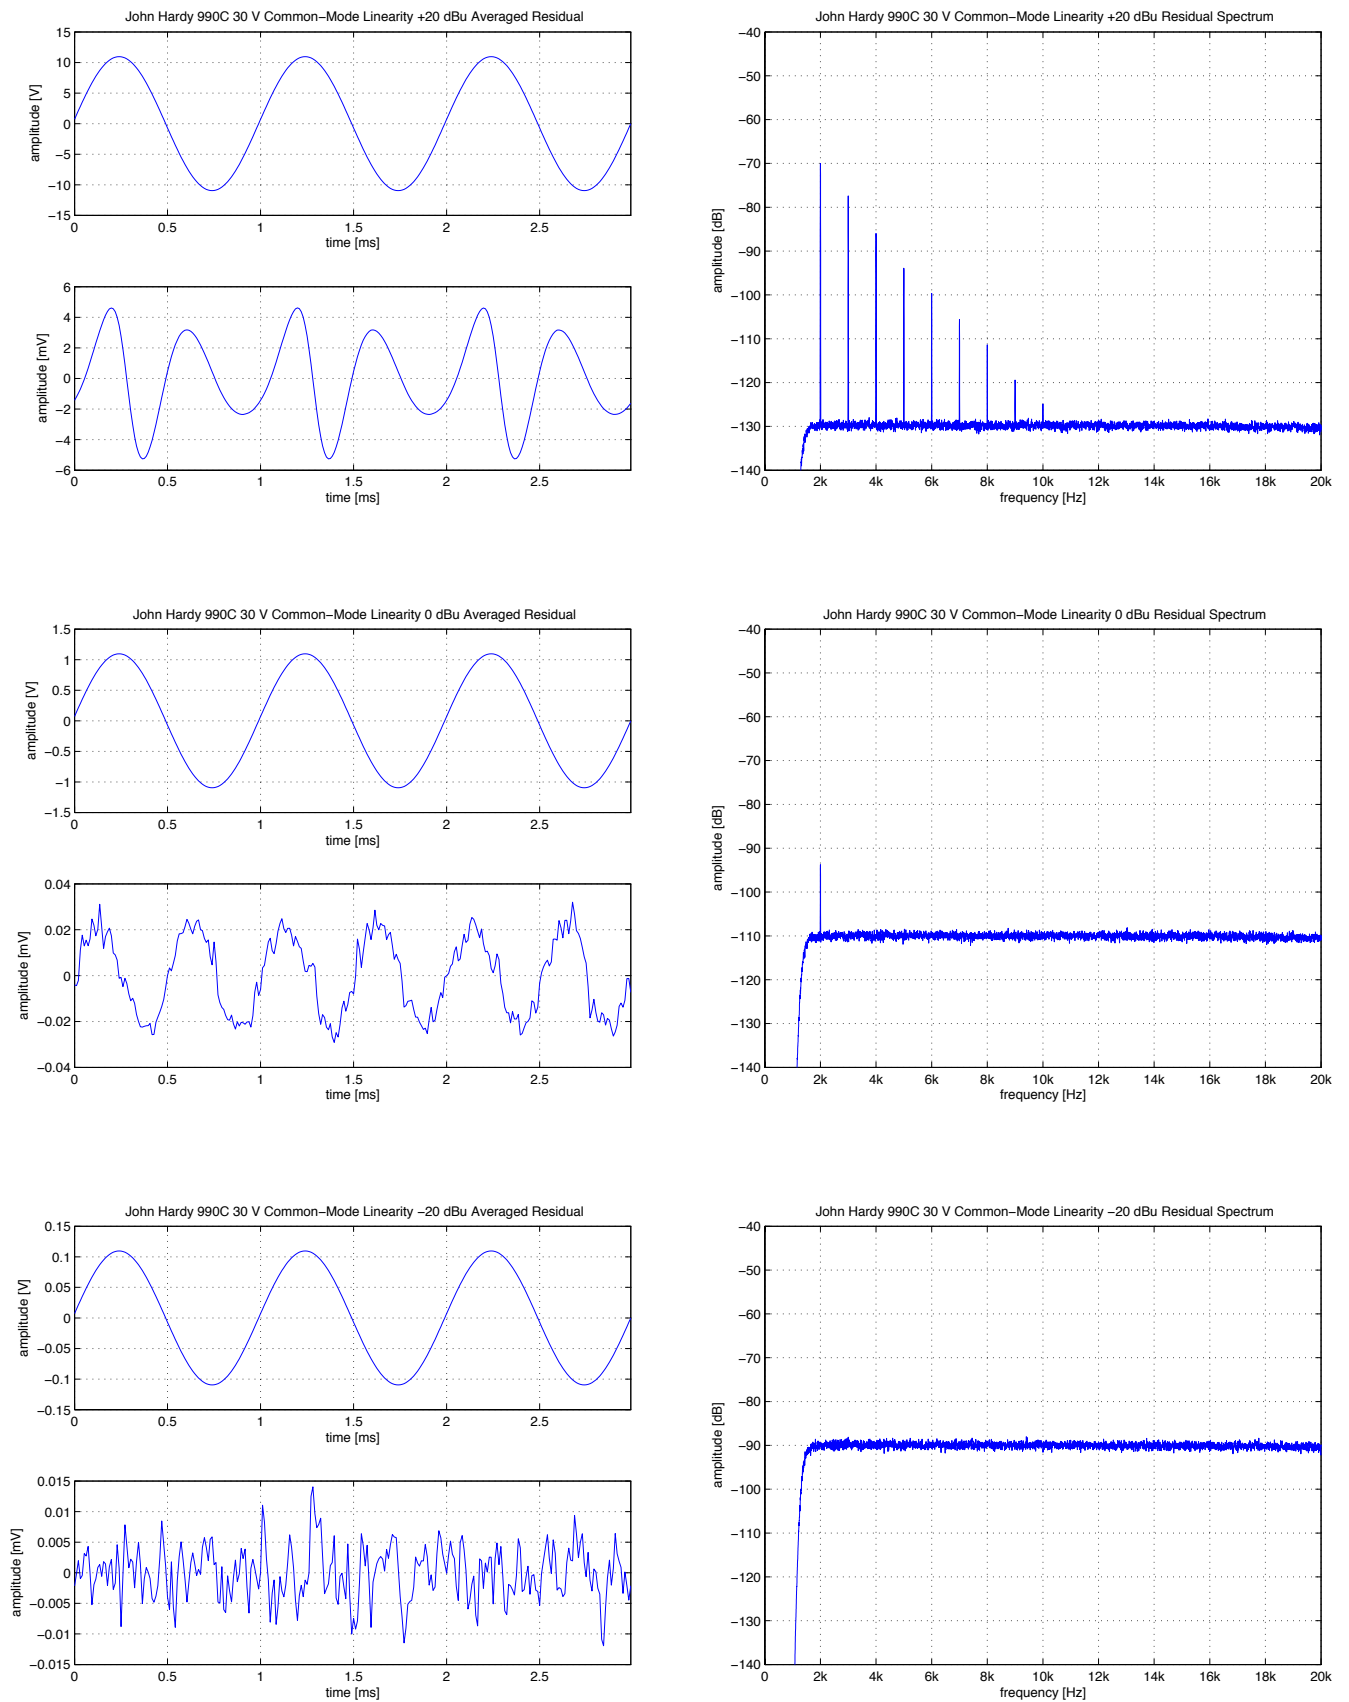 John Hardy 990C 30 V Common−Mode Linearity +20 dBu Averaged Residual
15
10
5
0
−5
−10
−15
amplitude [V]
0 0.5 1 1.5 2 2.5
time [ms]
6
4
2
0
−2
−4
−6
amplitude [mV]
0 0.5 1 1.5 2 2.5
time [ms]
John Hardy 990C 30 V Common−Mode Linearity +20 dBu Residual Spectrum
−40
−50
−60
−70
−80
−90
−100
−110
−120
−130
−140
amplitude [dB]
0 2k 4k 6k 8k 10k 12k 14k 16k 18k 20k
frequency [Hz]
John Hardy 990C 30 V Common−Mode Linearity 0 dBu Averaged Residual
1.5
1
0.5
0
−0.5
−1
−1.5
amplitude [V]
0 0.5 1 1.5 2 2.5
time [ms]
0.04
0.02
0
−0.02
−0.04
amplitude [mV]
0 0.5 1 1.5 2 2.5
time [ms]
John Hardy 990C 30 V Common−Mode Linearity 0 dBu Residual Spectrum
−40
−50
−60
−70
−80
−90
−100
−110
−120
−130
−140
amplitude [dB]
0 2k 4k 6k 8k 10k 12k 14k 16k 18k 20k
frequency [Hz]
John Hardy 990C 30 V Common−Mode Linearity −20 dBu Averaged Residual
0.15
0.1
0.05
0
−0.05
−0.1
−0.15
amplitude [V]
0 0.5 1 1.5 2 2.5
time [ms]
0.015
0.01
0.005
0
−0.005
−0.01
−0.015
amplitude [mV]
0 0.5 1 1.5 2 2.5
time [ms]
John Hardy 990C 30 V Common−Mode Linearity −20 dBu Residual Spectrum
−40
−50
−60
−70
−80
−90
−100
−110
−120
−130
−140
amplitude [dB]
0 2k 4k 6k 8k 10k 12k 14k 16k 18k 20k
frequency [Hz]